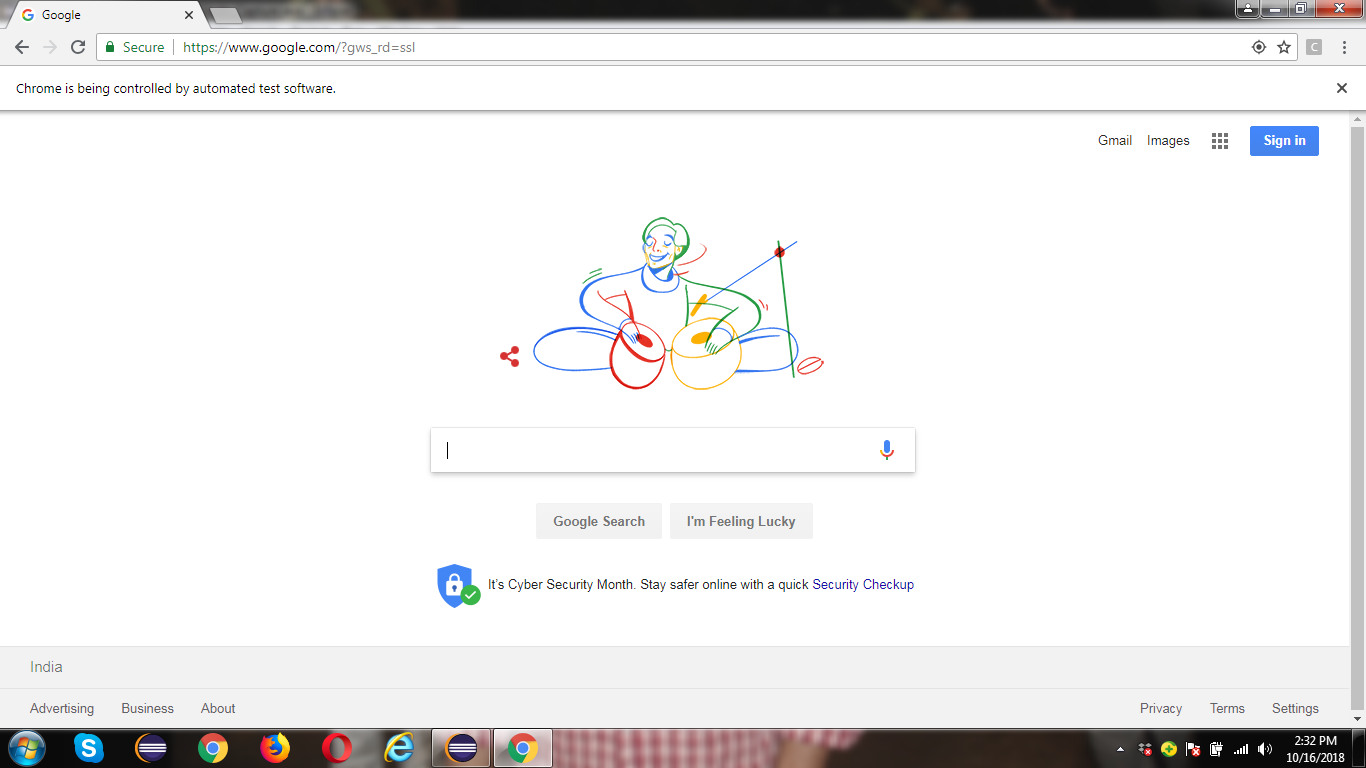 Google
Secure https://www.google.com/?gws_rd=ssl
C
Chrome is being controlled by automated test software.
Gmail Images Sign in
Google Search I'm Feeling Lucky
It's Cyber Security Month. Stay safer online with a quick Security Checkup
India
Advertising Business About Privacy Terms Settings
2:32 PM
10/16/2018